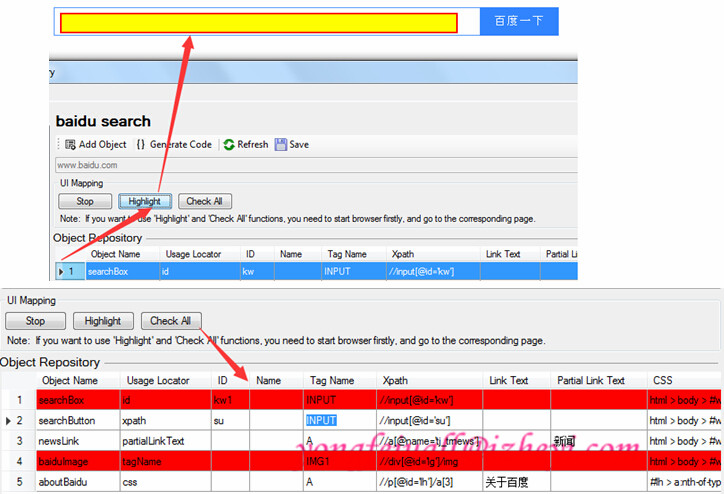 百度一下
ry
baidu search
Add Object {} Generate Code Refresh Save
www.baidu.com
UI Mapping
Stop Highlight Check All
Note: If you want to use 'Highlight' and 'Check All' functions, you need to start browser firstly, and go to the corresponding page.
Object Repository
Object Name Usage Locator ID Name Tag Name Xpath Link Text Partial Li
1 searchBox id kw INPUT //input[@id='kw']
UI Mapping
Stop Highlight Check All
Note: If you want to use 'Highlight' and 'Check All' functions, you need to start browser firstly, and go to the corresponding page.
Object Repository
Object Name Usage Locator ID Name Tag Name Xpath Link Text Partial Link Text CSS
1 searchBox id kw1 INPUT //input[@id='kw'] html > body > #w
2 searchButton xpath su INPUT //input[@id='su'] html > body > #w
3 newsLink partialLinkText A //a[@name='tj_trnews'] 新闻 html > body > #w
4 baiduImage tagName IMG1 //div[@id='lg']/img html > body > #w
5 aboutBaidu css A //p[@id='lh']/a[3] 关于百度 #lh > a:nth-of-typ